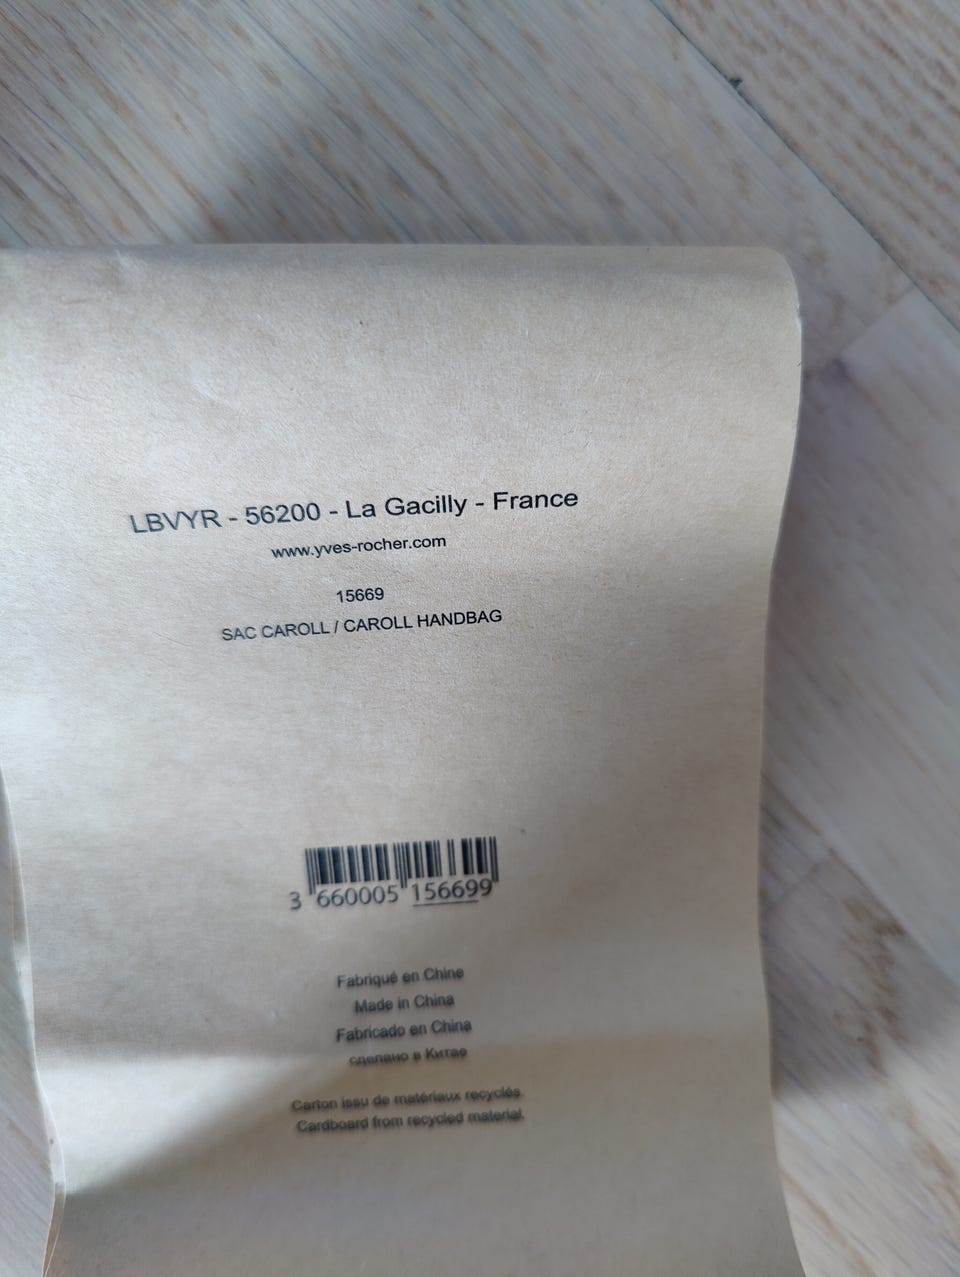 LBVYR - 56200 - La Gacilly - France
www.yves-rocher.com
15669
SAC CAROLL / CAROLL HANDBAG
3 660005 156699
Fabriqué en Chine
Made in China
Fabricado en China
сделано в Китае
Carton issu de matériaux recyclés.
Cardboard from recycled material.